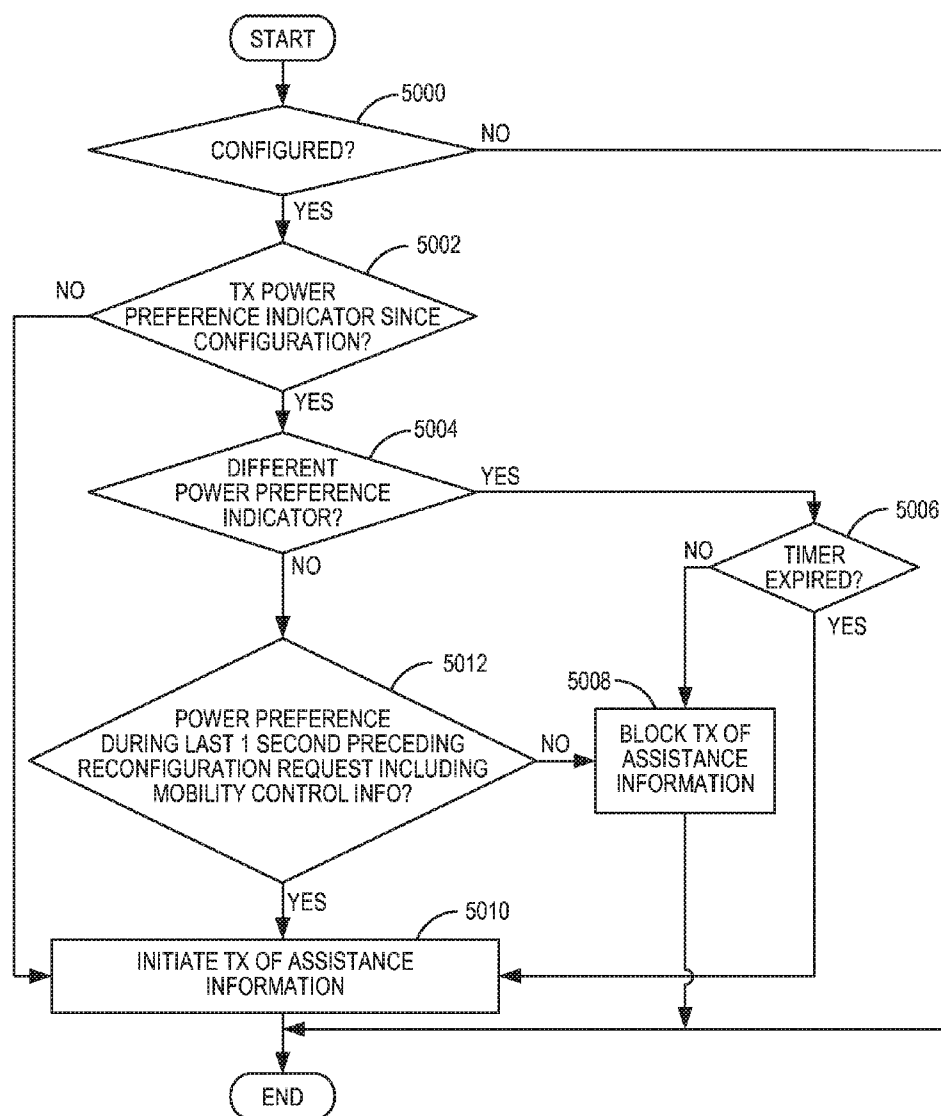 START
5000
CONFIGURED?
NO
YES
5002
NO
TX POWER
PREFERENCE INDICATOR SINCE
CONFIGURATION?
YES
5004
DIFFERENT
POWER PREFERENCE
INDICATOR?
YES
5006
NO
TIMER
EXPIRED?
NO
YES
5012
5008
POWER PREFERENCE
DURING LAST 1 SECOND PRECEDING
RECONFIGURATION REQUEST INCLUDING
MOBILITY CONTROL INFO?
NO
BLOCK TX OF
ASSISTANCE
INFORMATION
YES
5010
INITIATE TX OF ASSISTANCE
INFORMATION
END